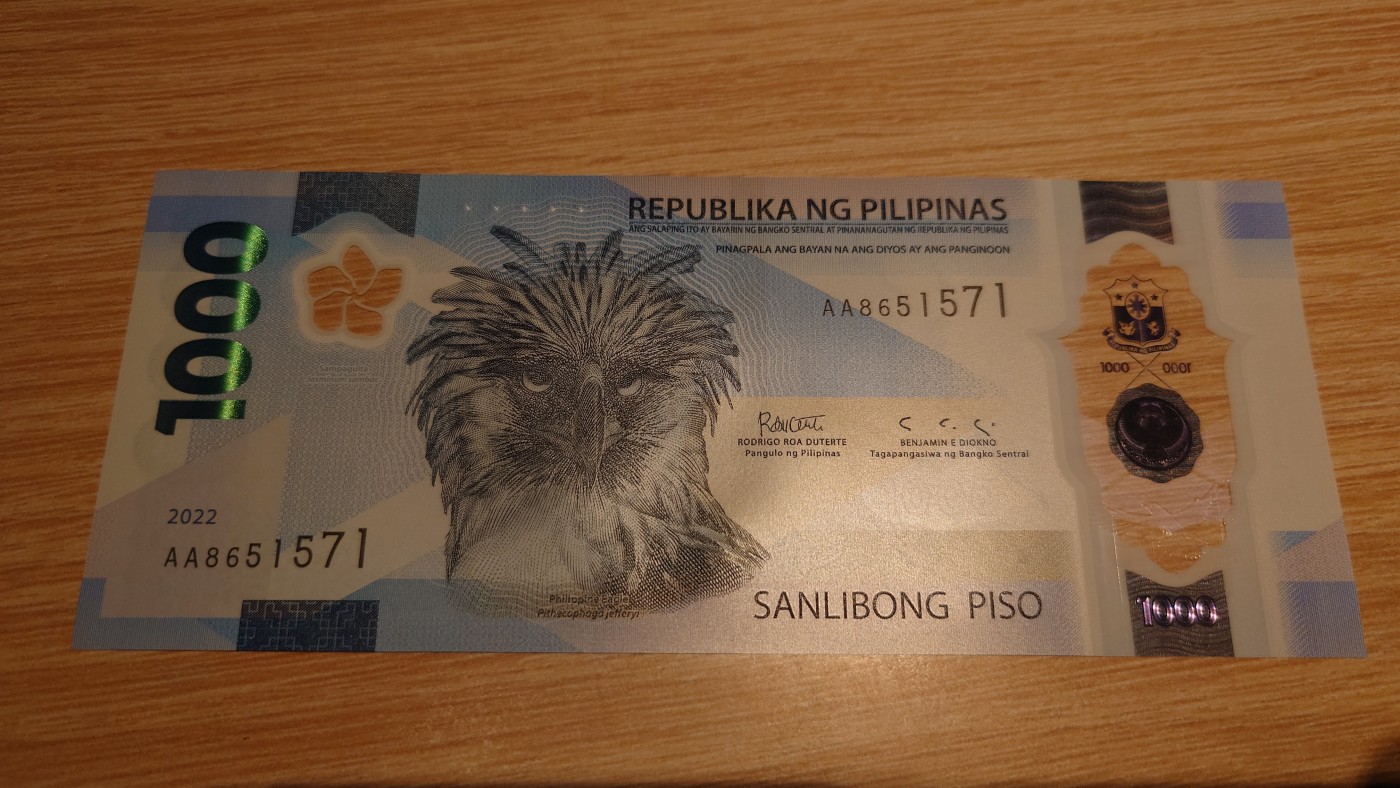 1000
REPUBLIKA NG PILIPINAS
ANG SALAPING ITO AY BAYARIN NG BANGKO SENTRAL AT PINANANAGUTAN NG REPUBLIKA NG PILIPINAS
PINAGPALA ANG BAYAN NA ANG DIYOS AY ANG PANGINOON
AA8651571
Sampaguita
1000 1000
RODRIGO ROA DUTERTE
Pangulo ng Pilipinas
BENJAMIN E DIOKNO
Tagapangasiwa ng Bangko Sentral
2022
AA8651571
Philippine Eagle
Pithecophaga jefferyi
SANLIBONG PISO
1000